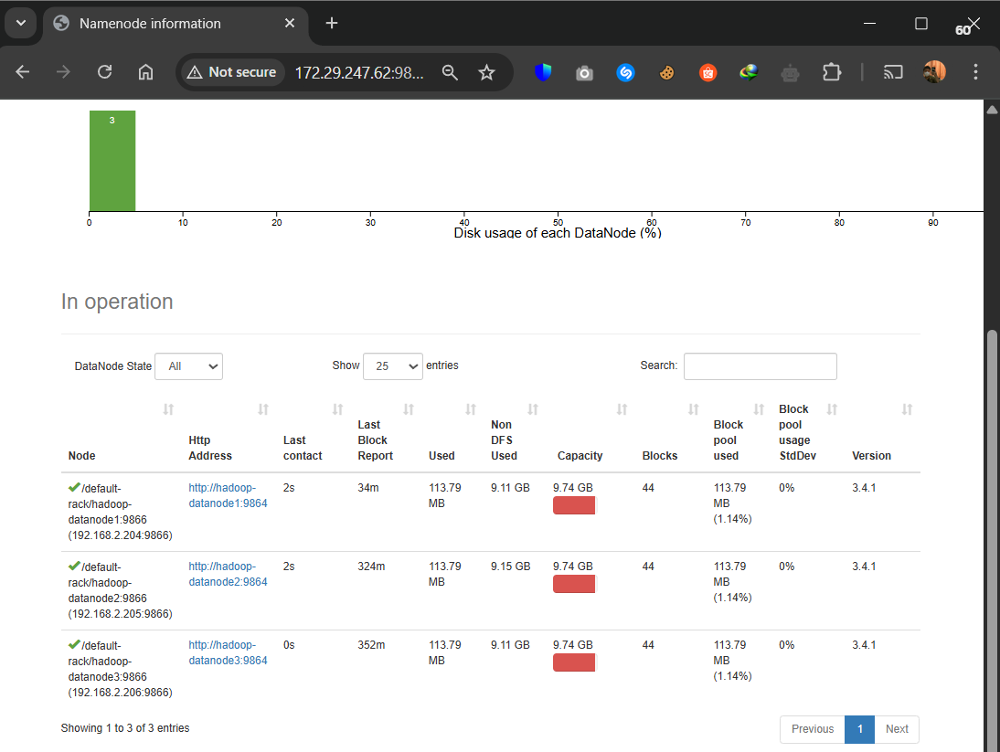 Namenode information
60
Not secure
172.29.247.62:98...
3
0 10 20 30 40 50 60 70 80 90
Disk usage of each DataNode (%)
In operation
DataNode State All
Show 25 entries
Search:
Node
Http Address
Last contact
Last Block Report
Used
Non DFS Used
Capacity
Blocks
Block pool used
Block pool usage StdDev
Version
/default-rack/hadoop-datanode1:9866 (192.168.2.204:9866)
http://hadoop-datanode1:9864
2s
34m
113.79 MB
9.11 GB
9.74 GB
44
113.79 MB (1.14%)
0%
3.4.1
/default-rack/hadoop-datanode2:9866 (192.168.2.205:9866)
http://hadoop-datanode2:9864
2s
324m
113.79 MB
9.15 GB
9.74 GB
44
113.79 MB (1.14%)
0%
3.4.1
/default-rack/hadoop-datanode3:9866 (192.168.2.206:9866)
http://hadoop-datanode3:9864
0s
352m
113.79 MB
9.11 GB
9.74 GB
44
113.79 MB (1.14%)
0%
3.4.1
Showing 1 to 3 of 3 entries
Previous 1 Next